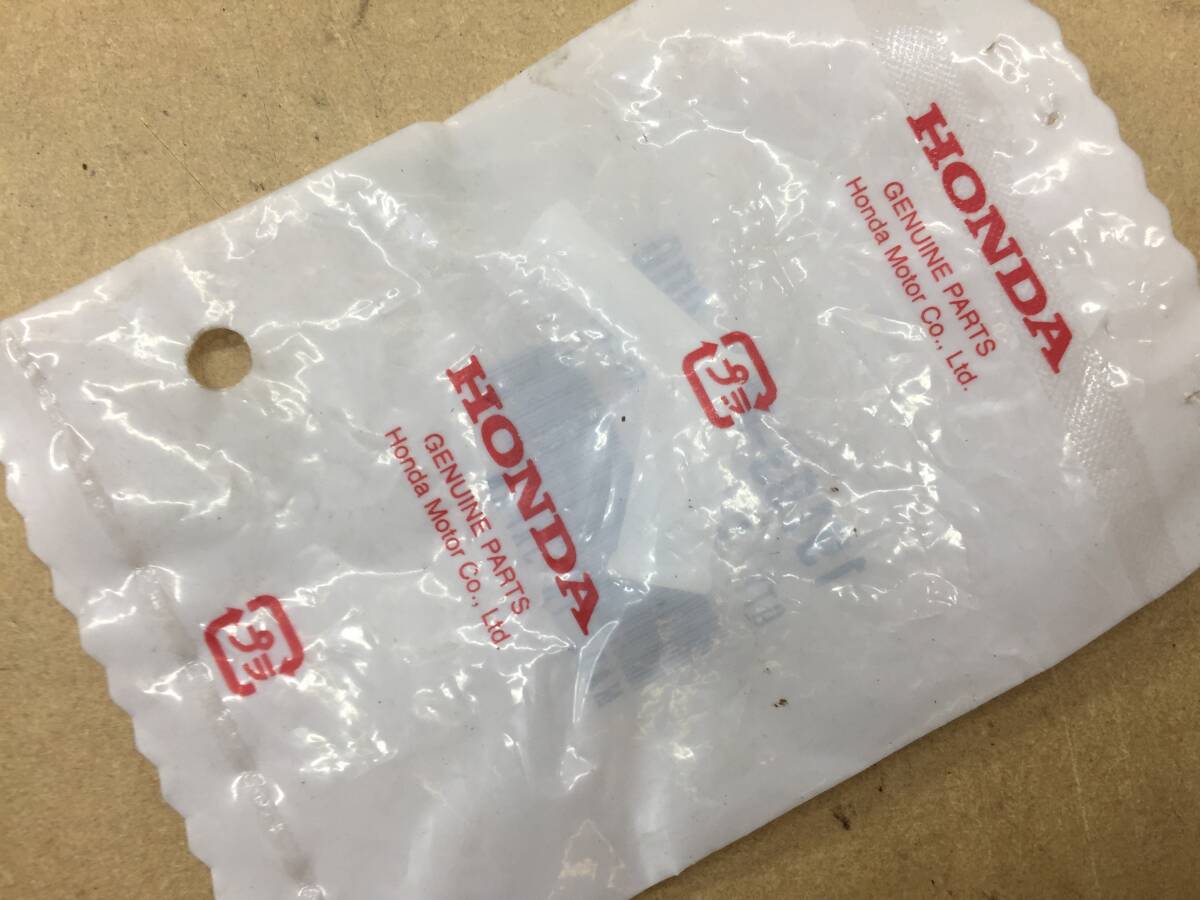 HONDA
GENUINE PARTS
Honda Motor Co., Ltd.
プラ
HONDA
GENUINE PARTS
Honda Motor Co., Ltd.
プラ